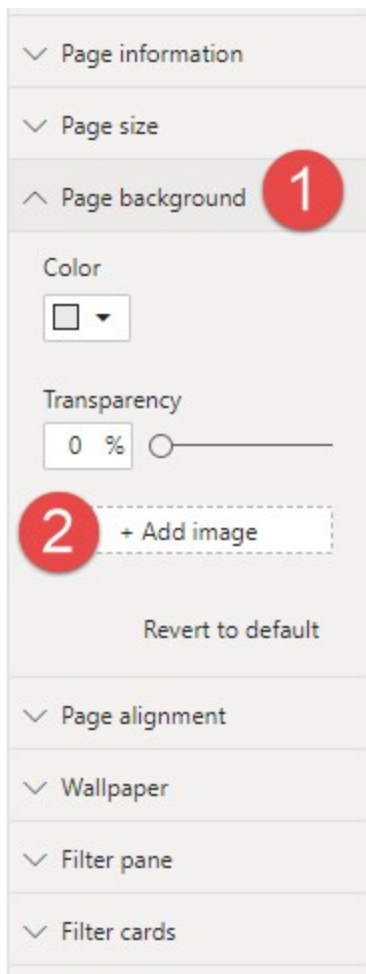 Page information
Page size
Page background 1
Color
Transparency
0 %
2 + Add image
Revert to default
Page alignment
Wallpaper
Filter pane
Filter cards